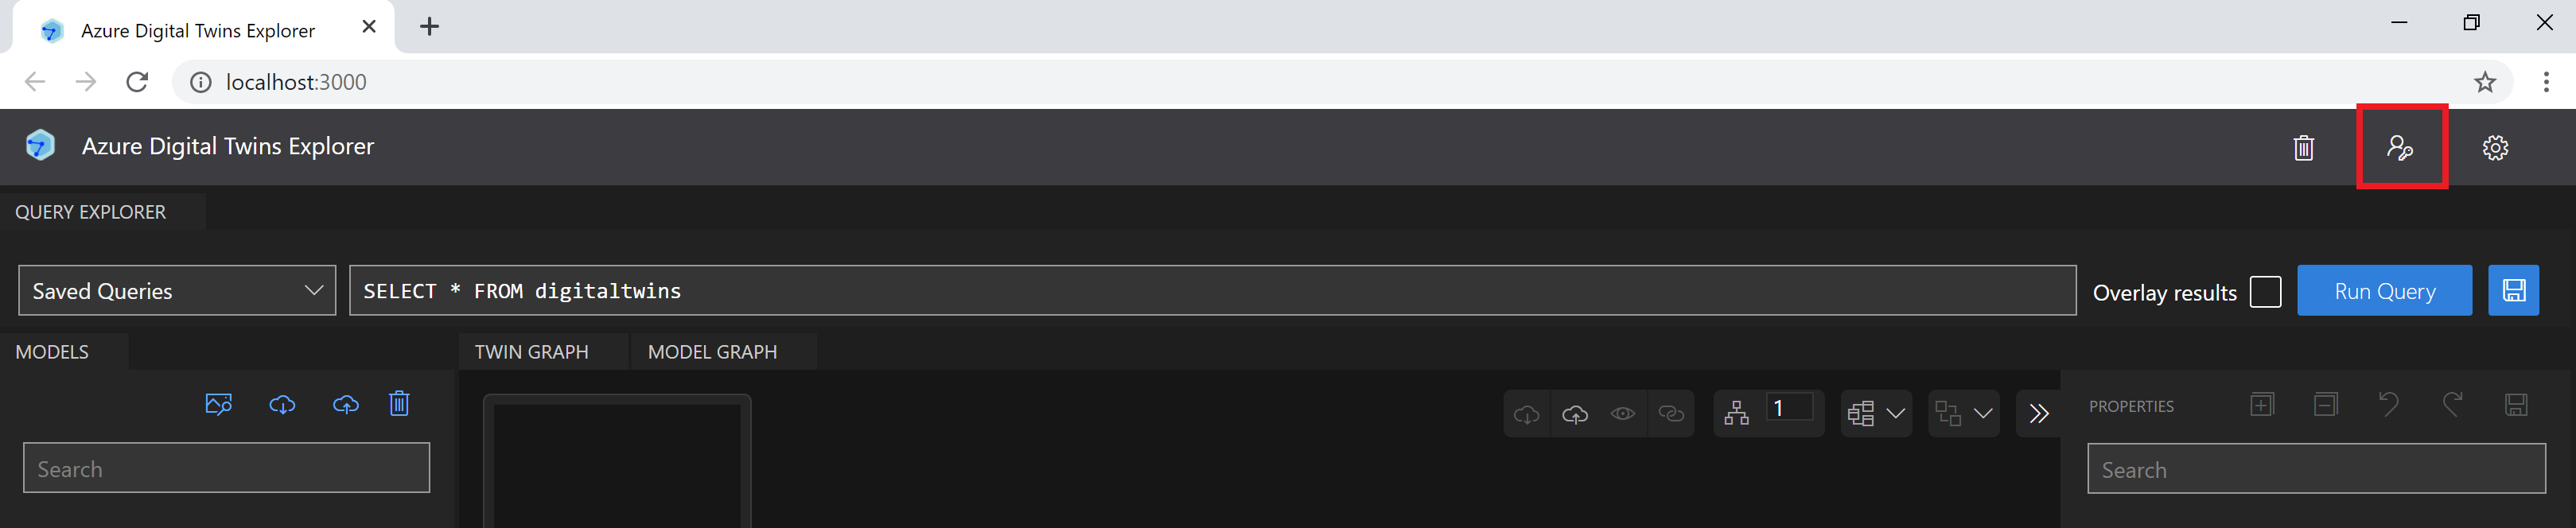 Azure Digital Twins Explorer
localhost:3000
Azure Digital Twins Explorer
QUERY EXPLORER
Saved Queries
SELECT * FROM digitaltwins
Overlay results
Run Query
MODELS
TWIN GRAPH
MODEL GRAPH
1
PROPERTIES
Search
Search